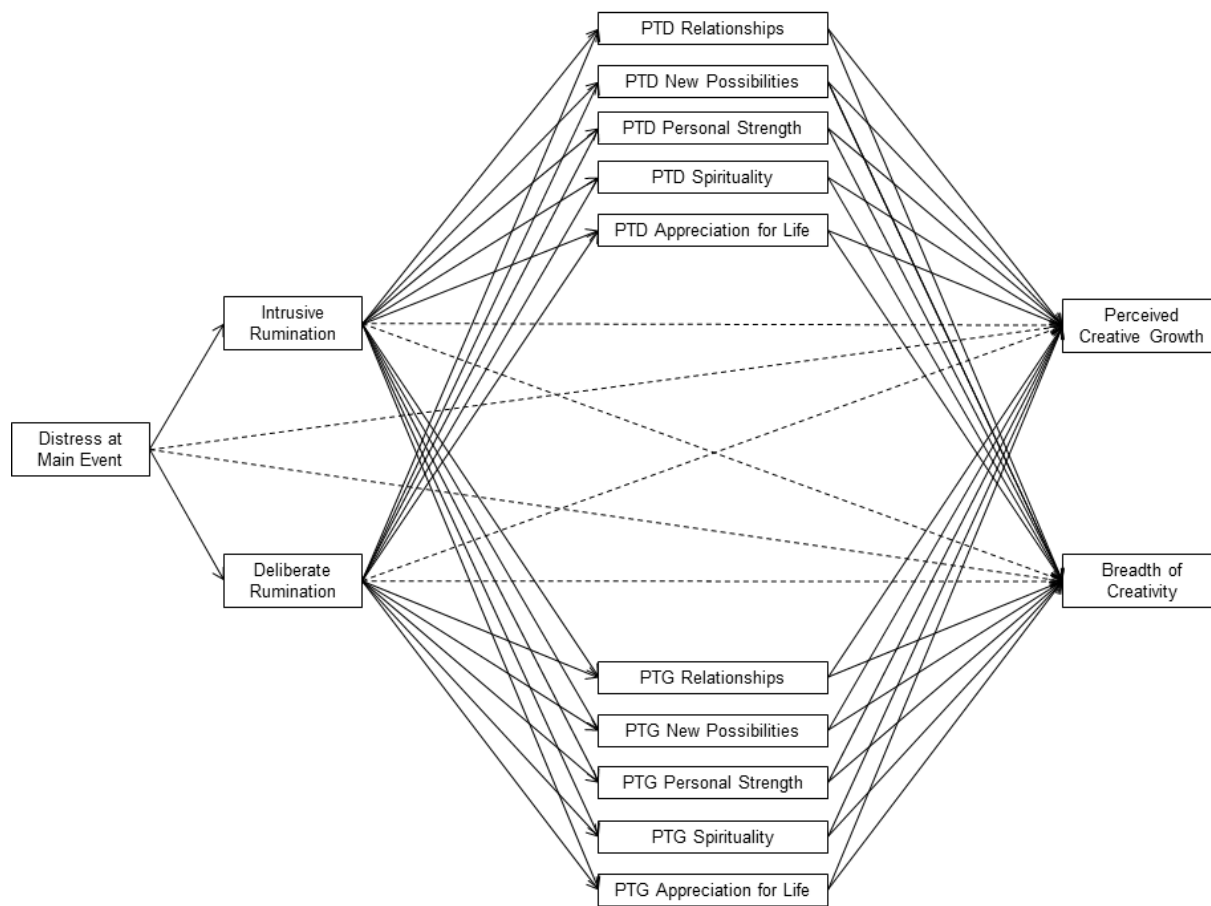 PTD Relationships
PTD New Possibilities
PTD Personal Strength
PTD Spirituality
PTD Appreciation for Life
Intrusive
Rumination
Perceived
Creative Growth
Distress at
Main Event
Deliberate
Rumination
Breadth of
Creativity
PTG Relationships
PTG New Possibilities
PTG Personal Strength
PTG Spirituality
PTG Appreciation for Life